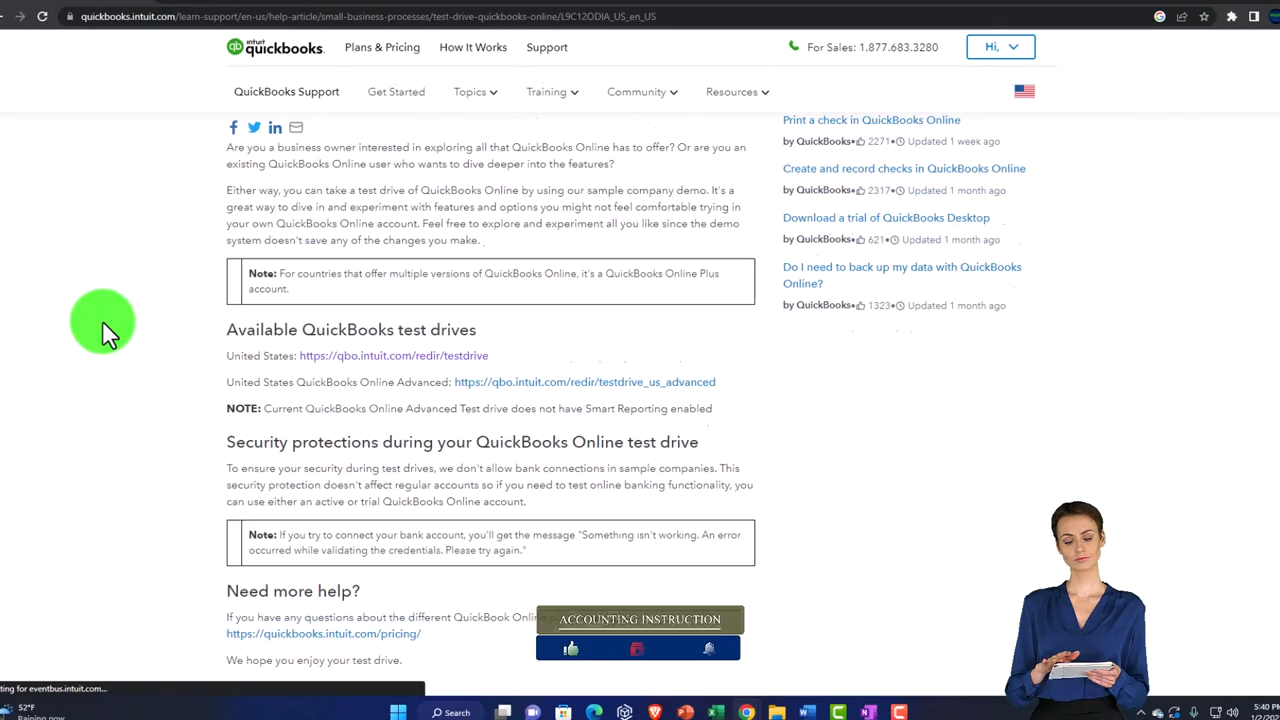 quickbooks.intuit.com/learn-support/en-us/help-article/small-business-processes/test-drive-quickbooks-online/L9C12ODIA_US_en_US
intuit quickbooks.
Plans & Pricing
How It Works
Support
For Sales: 1.877.683.3280
Hi,
QuickBooks Support
Get Started
Topics
Training
Community
Resources
Are you a business owner interested in exploring all that QuickBooks Online has to offer? Or are you an
existing QuickBooks Online user who wants to dive deeper into the features?
Either way, you can take a test drive of QuickBooks Online by using our sample company demo. It's a
great way to dive in and experiment with features and options you might not feel comfortable trying in
your own QuickBooks Online account. Feel free to explore and experiment all you like since the demo
system doesn't save any of the changes you make.
Note: For countries that offer multiple versions of QuickBooks Online, it's a QuickBooks Online Plus
account.
Available QuickBooks test drives
United States: https://qbo.intuit.com/redir/testdrive
United States QuickBooks Online Advanced: https://qbo.intuit.com/redir/testdrive_us_advanced
NOTE: Current QuickBooks Online Advanced Test drive does not have Smart Reporting enabled
Security protections during your QuickBooks Online test drive
To ensure your security during test drives, we don't allow bank connections in sample companies. This
security protection doesn't affect regular accounts so if you need to test online banking functionality, you
can use either an active or trial QuickBooks Online account.
Note: If you try to connect your bank account, you'll get the message "Something isn't working. An error
occurred while validating the credentials. Please try again."
Need more help?
If you have any questions about the different QuickBook Online
https://quickbooks.intuit.com/pricing/
We hope you enjoy your test drive.
Print a check in QuickBooks Online
by QuickBooks•2271•Updated 1 week ago
Create and record checks in QuickBooks Online
by QuickBooks•2317•Updated 1 month ago
Download a trial of QuickBooks Desktop
by QuickBooks•621•Updated 1 month ago
Do I need to back up my data with QuickBooks
Online?
by QuickBooks•1323•Updated 1 month ago
ACCOUNTING INSTRUCTION
ting for eventbus.intuit.com...
52°F
Raining now
Search
5:40 PM